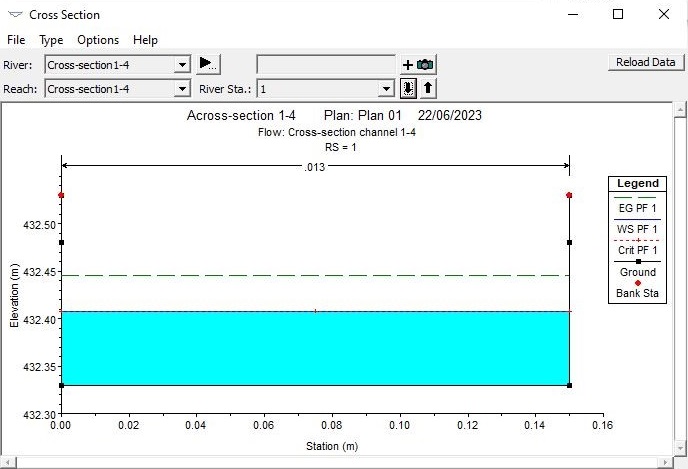 Cross Section
File Type Options Help
River: Cross-section1-4
Reload Data
Reach: Cross-section1-4 River Sta.: 1
Across-section 1-4 Plan: Plan 01 22/06/2023
Flow: Cross-section channel 1-4
RS = 1
.013
Legend
EG PF 1
WS PF 1
Crit PF 1
Ground
Bank Sta
Elevation (m)
432.50
432.45
432.40
432.35
432.30
0.00 0.02 0.04 0.06 0.08 0.10 0.12 0.14 0.16
Station (m)